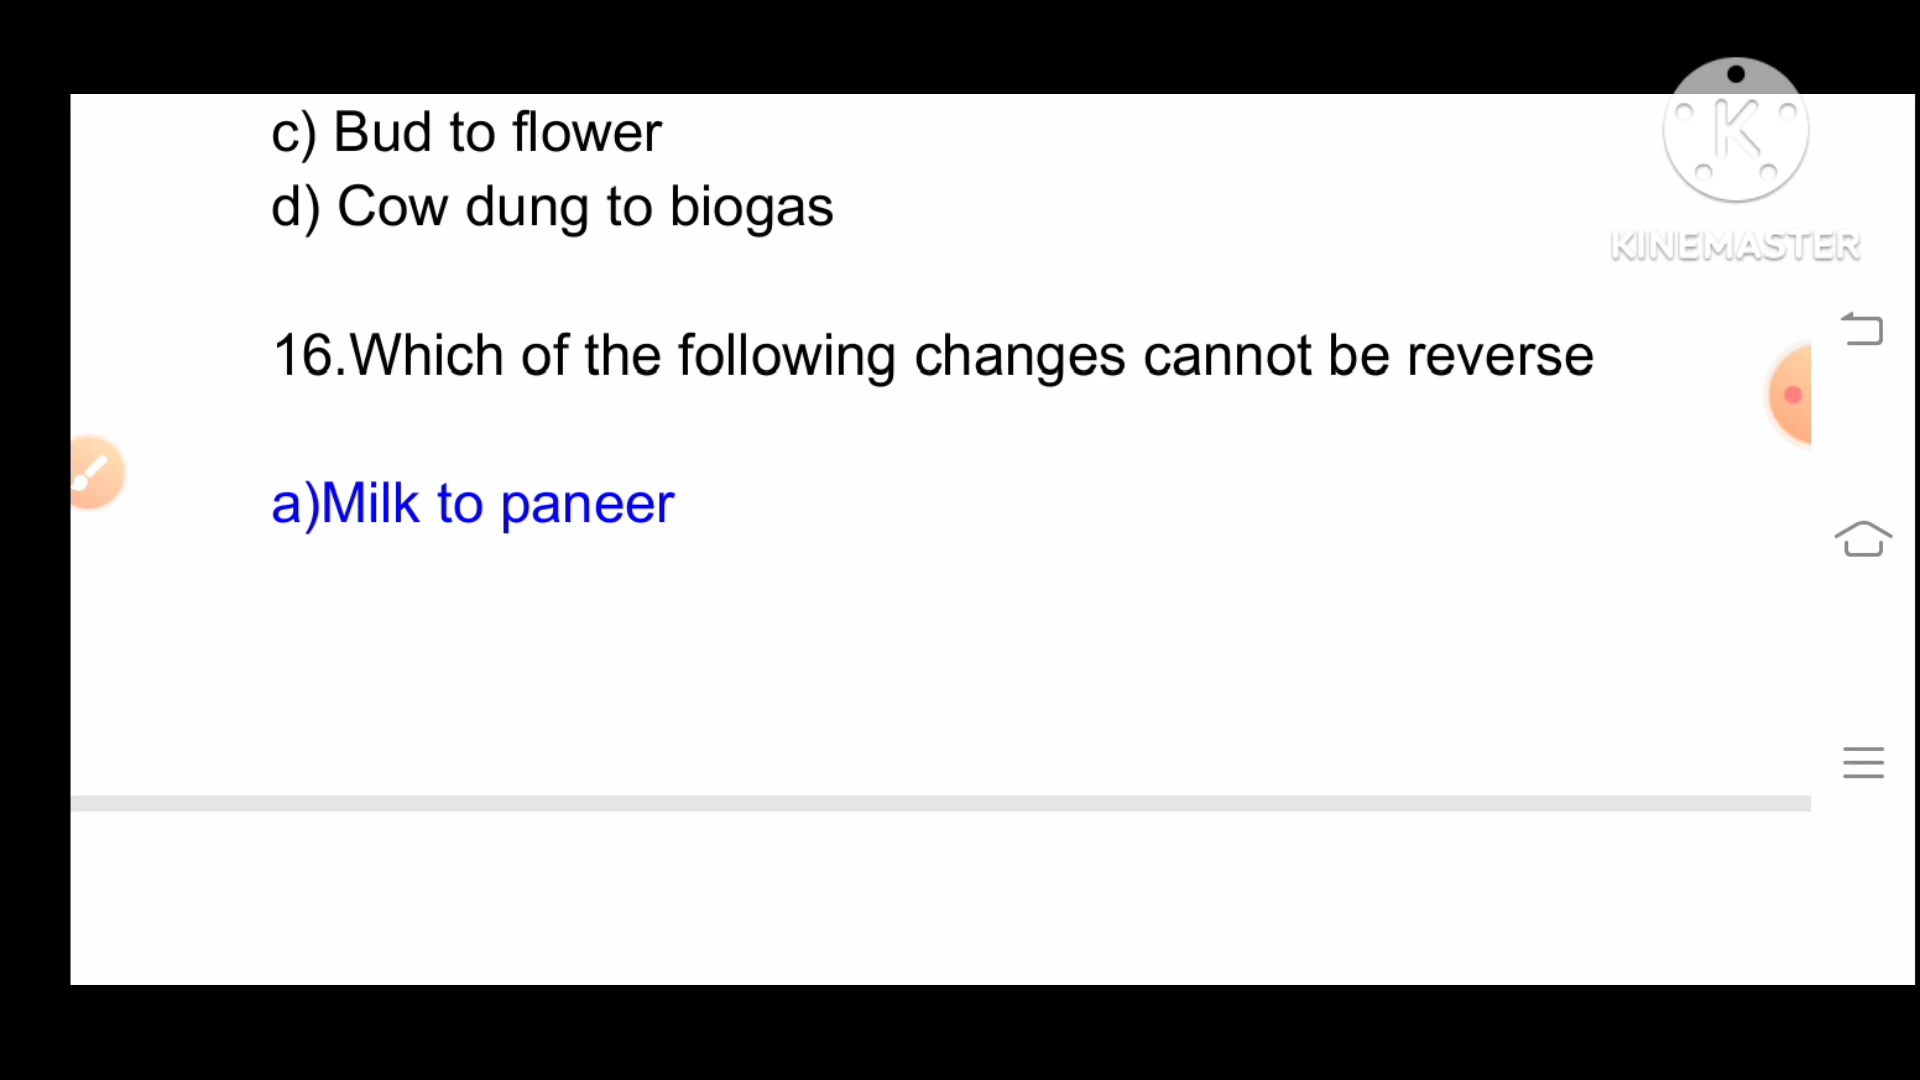 c) Bud to flower
d) Cow dung to biogas
K
KINEMASTER
16.Which of the following changes cannot be reverse
a)Milk to paneer